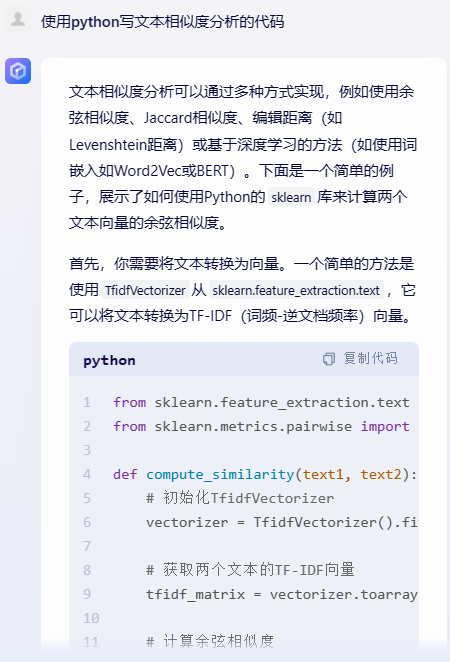 使用python写文本相似度分析的代码
文本相似度分析可以通过多种方式实现，例如使用余
弦相似度、Jaccard相似度、编辑距离（如
Levenshtein距离）或基于深度学习的方法（如使用词
嵌入如Word2Vec或BERT）。下面是一个简单的例
子，展示了如何使用Python的 sklearn 库来计算两个
文本向量的余弦相似度。
首先，你需要将文本转换为向量。一个简单的方法是
使用 TfidfVectorizer 从 sklearn.feature_extraction.text ，它
可以将文本转换为TF-IDF（词频-逆文档频率）向量。
python 复制代码
1 from sklearn.feature_extraction.text
2 from sklearn.metrics.pairwise import
3
4 def compute_similarity(text1, text2):
5 # 初始化TfidfVectorizer
6 vectorizer = TfidfVectorizer().fi
7
8 # 获取两个文本的TF-IDF向量
9 tfidf_matrix = vectorizer.toarray
10
11 # 计算余弦相似度